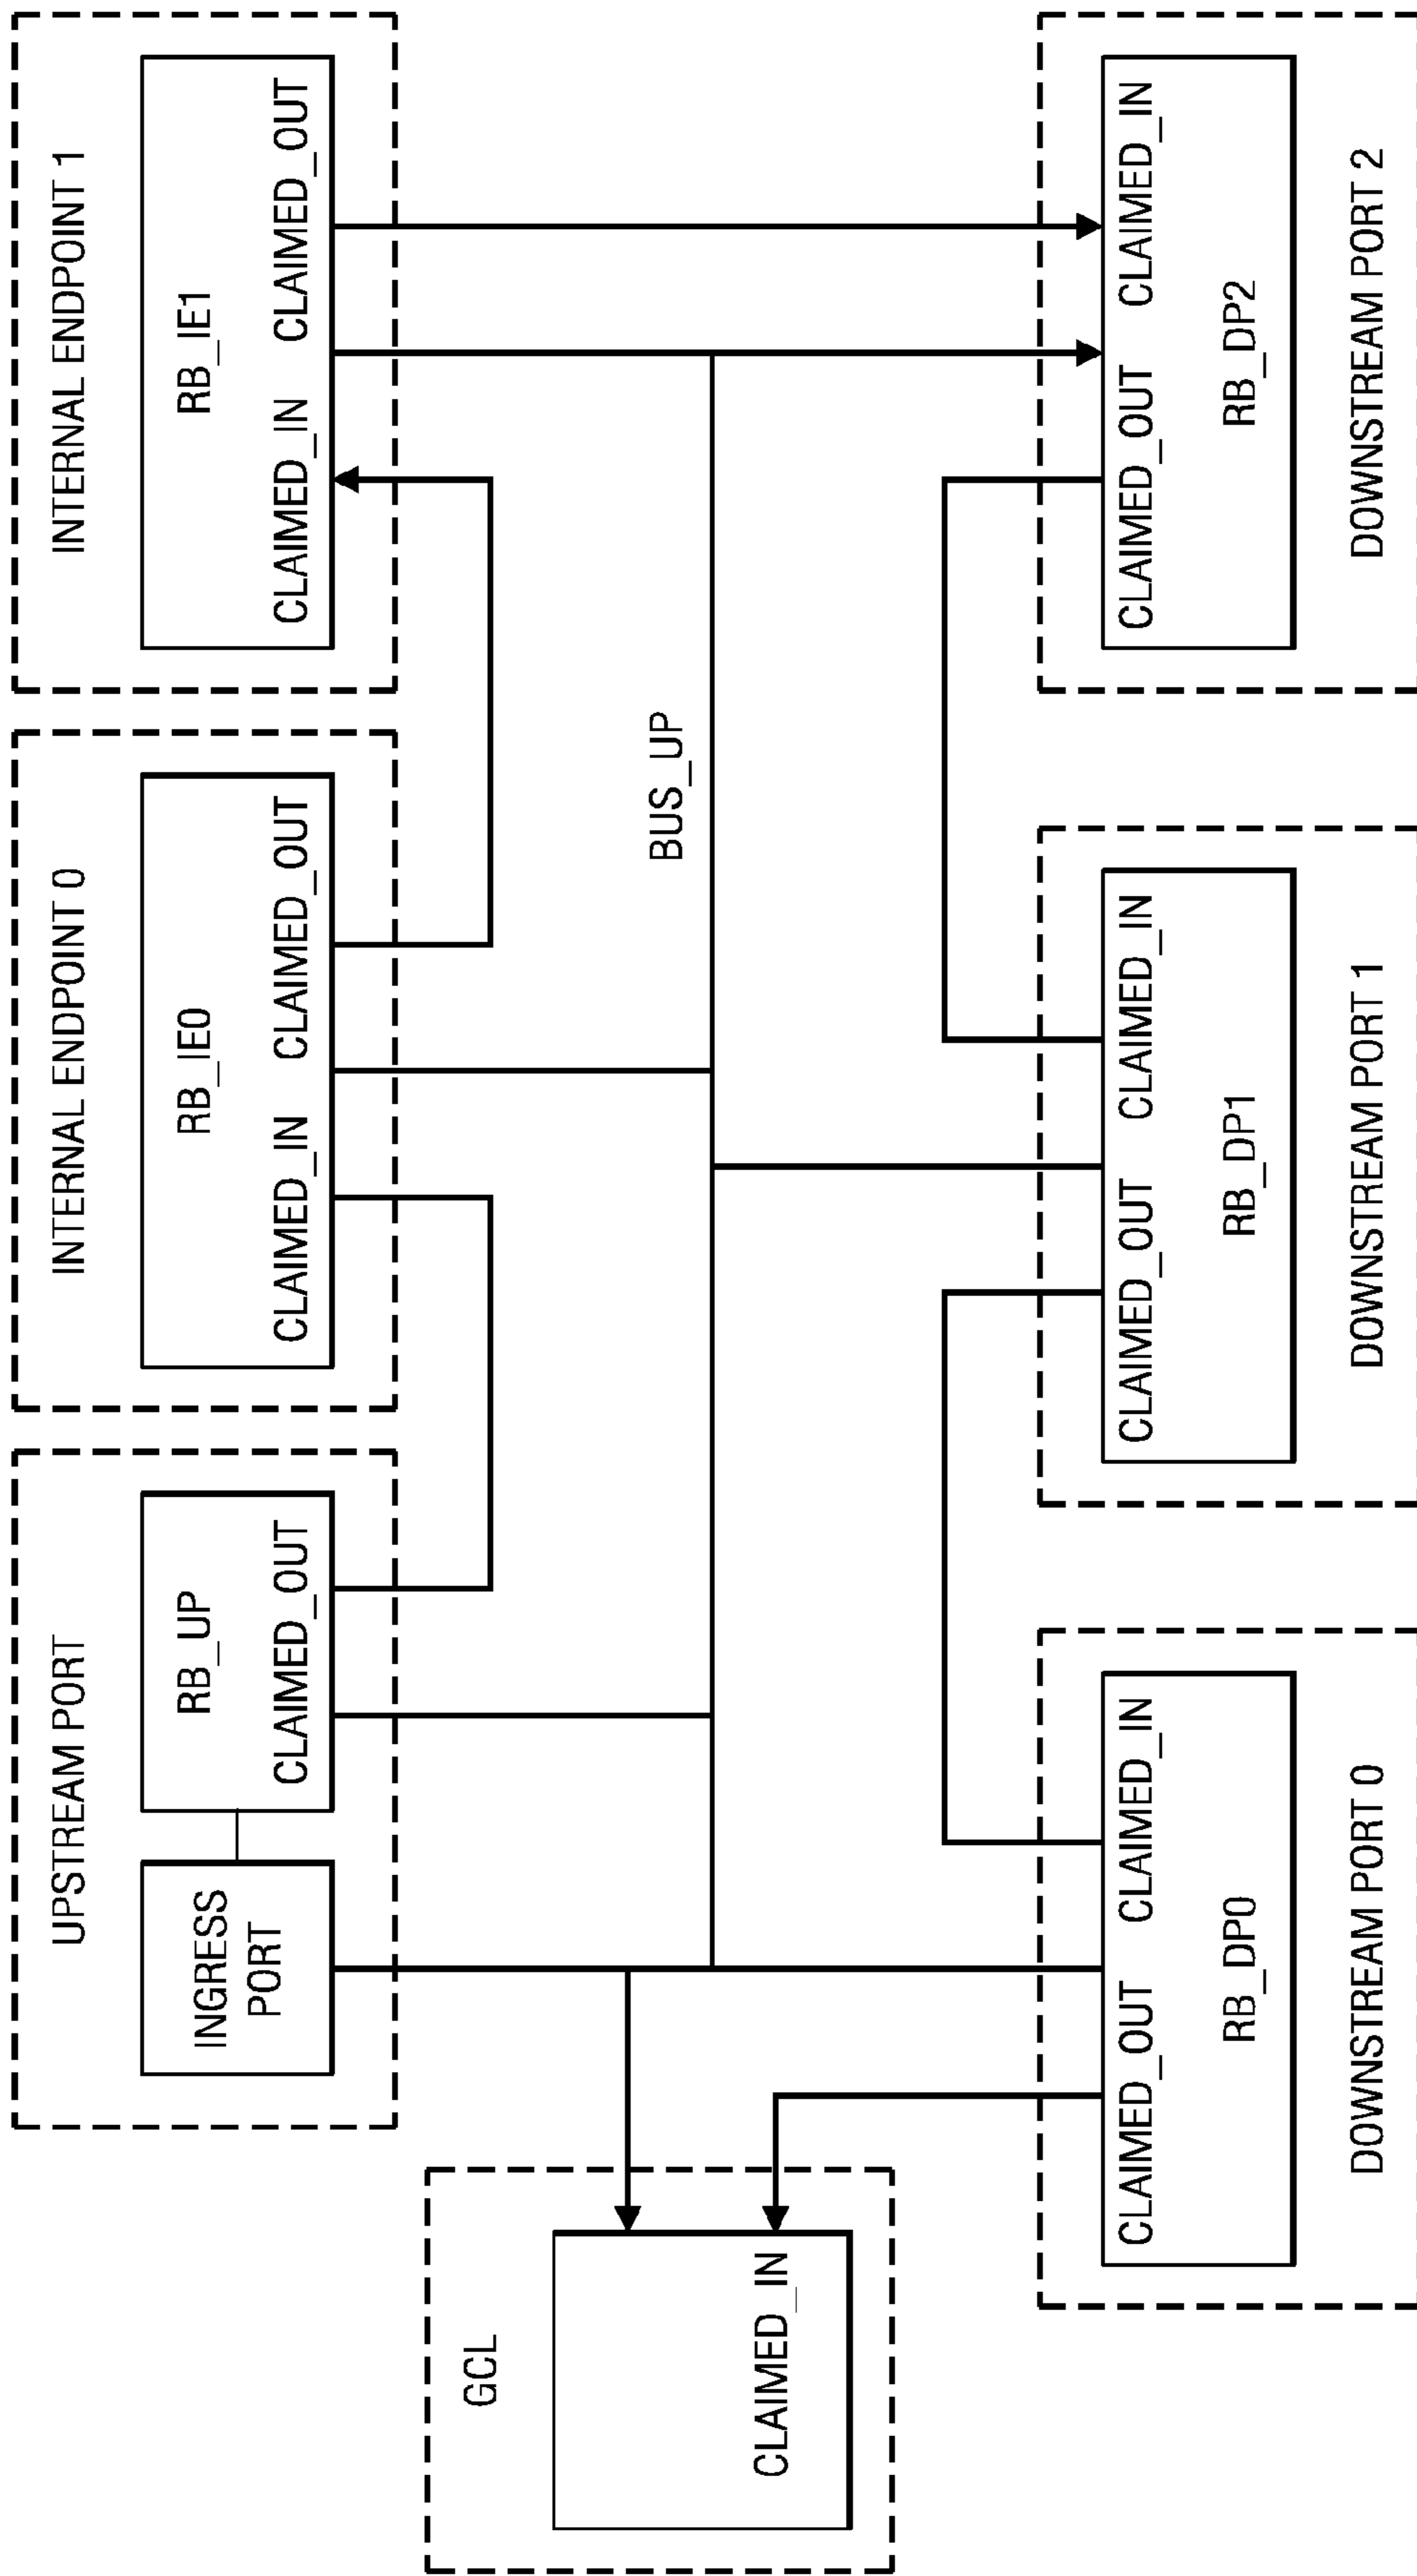 UPSTREAM PORT
INGRESS
PORT
RB_UP
CLAIMED_OUT
INTERNAL ENDPOINT 0
RB_IE0
CLAIMED_IN CLAIMED_OUT
INTERNAL ENDPOINT 1
RB_IE1
CLAIMED_IN CLAIMED_OUT
GCL
CLAIMED_IN
BUS_UP
CLAIMED_OUT CLAIMED_IN
RB_DP0
DOWNSTREAM PORT 0
CLAIMED_OUT CLAIMED_IN
RB_DP1
DOWNSTREAM PORT 1
CLAIMED_OUT CLAIMED_IN
RB_DP2
DOWNSTREAM PORT 2